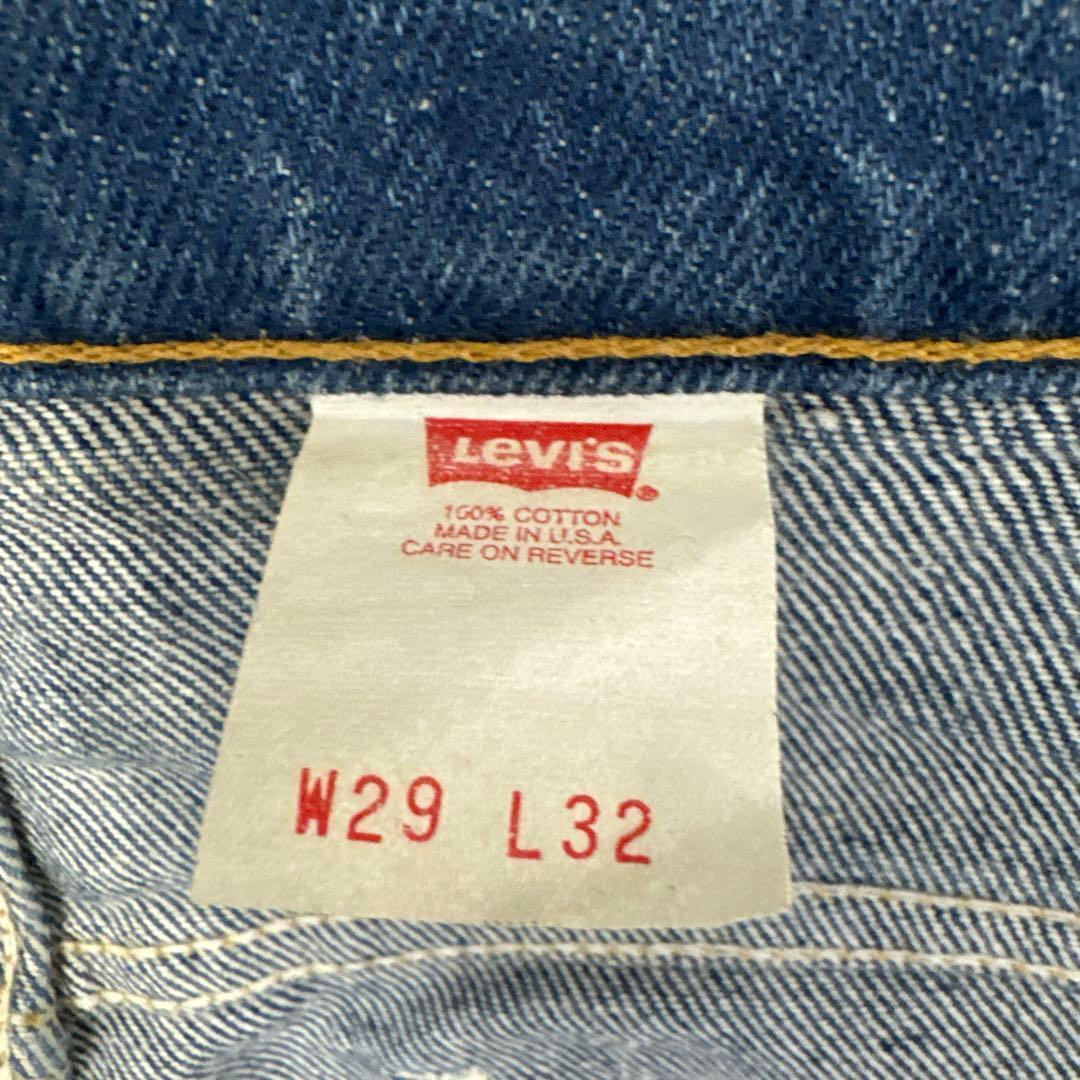 Levi's®
100% COTTON
MADE IN U.S.A.
CARE ON REVERSE
W29 L32